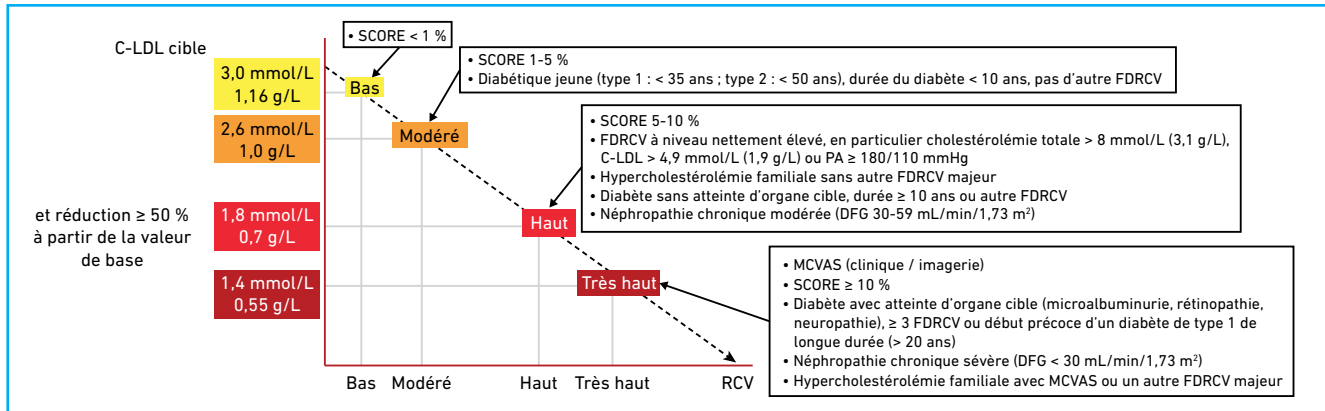 C-LDL cible
3,0 mmol/L
1,16 g/L
2,6 mmol/L
1,0 g/L
et réduction ≥ 50 %
à partir de la valeur
de base
1,8 mmol/L
0,7 g/L
1,4 mmol/L
0,55 g/L
Bas
• SCORE < 1 %
Modéré
• SCORE 1-5 %
• Diabétique jeune (type 1 : < 35 ans ; type 2 : < 50 ans), durée du diabète < 10 ans, pas d’autre FDRCV
Haut
• SCORE 5-10 %
• FDRCV à niveau nettement élevé, en particulier cholestérolémie totale > 8 mmol/L (3,1 g/L),
C-LDL > 4,9 mmol/L (1,9 g/L) ou PA ≥ 180/110 mmHg
• Hypercholestérolémie familiale sans autre FDRCV majeur
• Diabète sans atteinte d’organe cible, durée ≥ 10 ans ou autre FDRCV
• Néphropathie chronique modérée (DFG 30-59 mL/min/1,73 m²)
Très haut
• MCVAS (clinique / imagerie)
• SCORE ≥ 10 %
• Diabète avec atteinte d’organe cible (microalbuminurie, rétinopathie,
neuropathie), ≥ 3 FDRCV ou début précoce d’un diabète de type 1 de
longue durée (> 20 ans)
• Néphropathie chronique sévère (DFG < 30 mL/min/1,73 m²)
• Hypercholestérolémie familiale avec MCVAS ou un autre FDRCV majeur
Bas Modéré Haut Très haut RCV